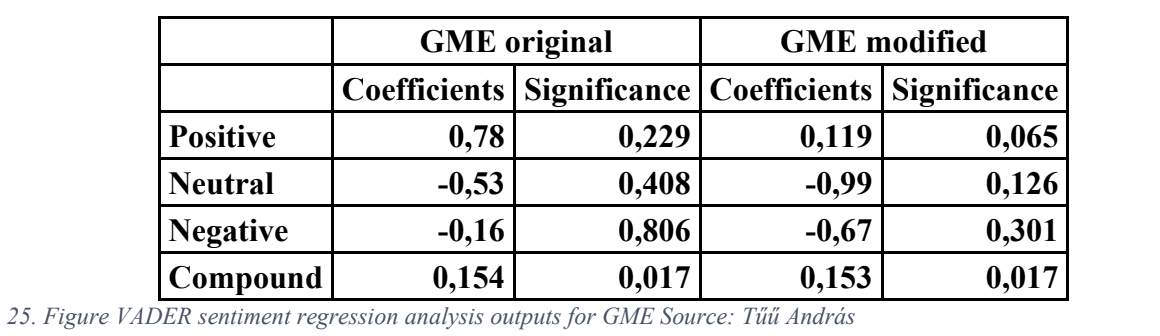 GME original GME modified
Coefficients Significance Coefficients Significance
Positive 0,78 0,229 0,119 0,065
Neutral -0,53 0,408 -0,99 0,126
Negative -0,16 0,806 -0,67 0,301
Compound 0,154 0,017 0,153 0,017
25. Figure VADER sentiment regression analysis outputs for GME Source: Tűű András